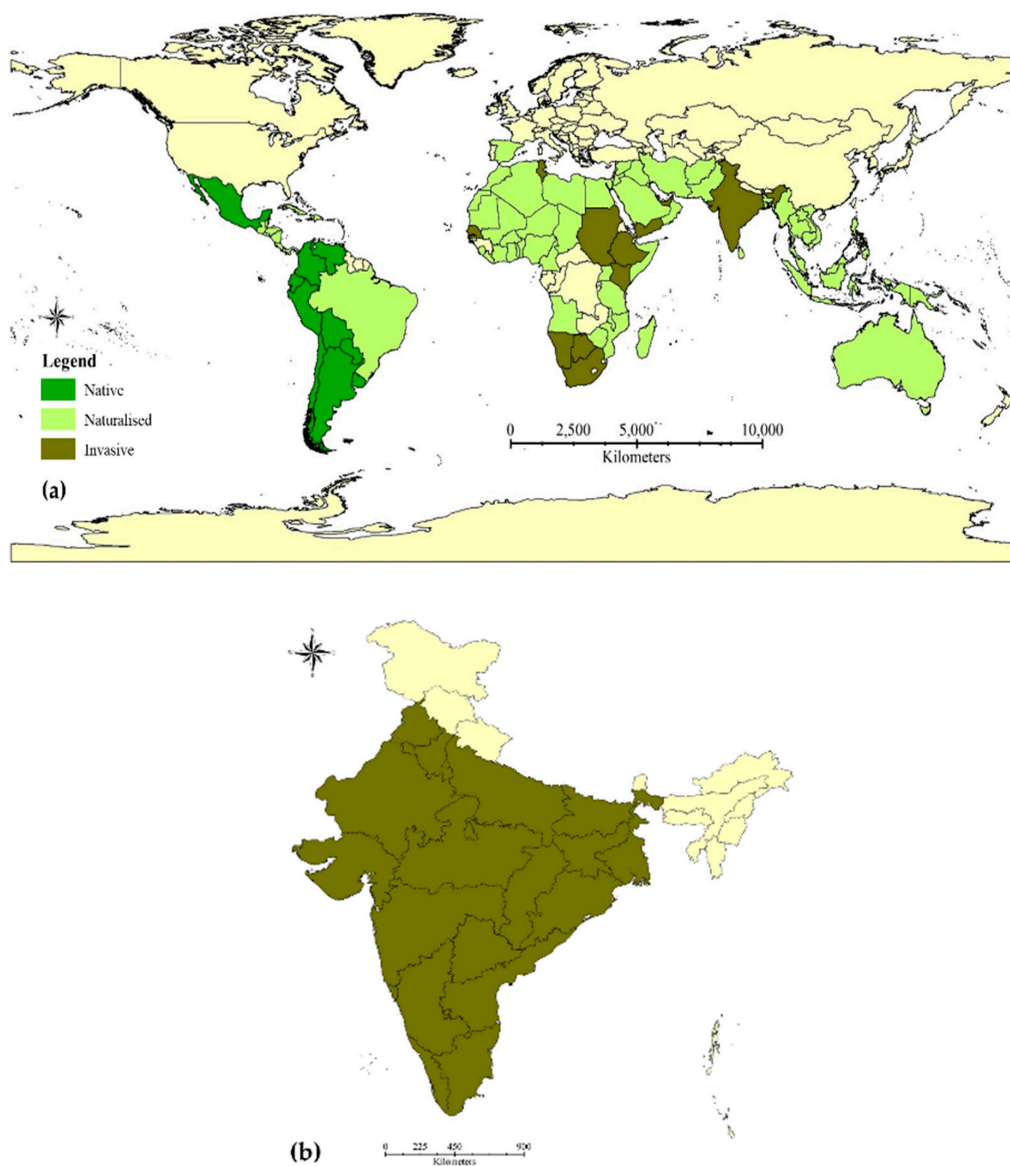 Legend
Native
Naturalised
Invasive
0 2,500 5,000 10,000
Kilometers
(a)
(b)
0 225 450 900
Kilometers